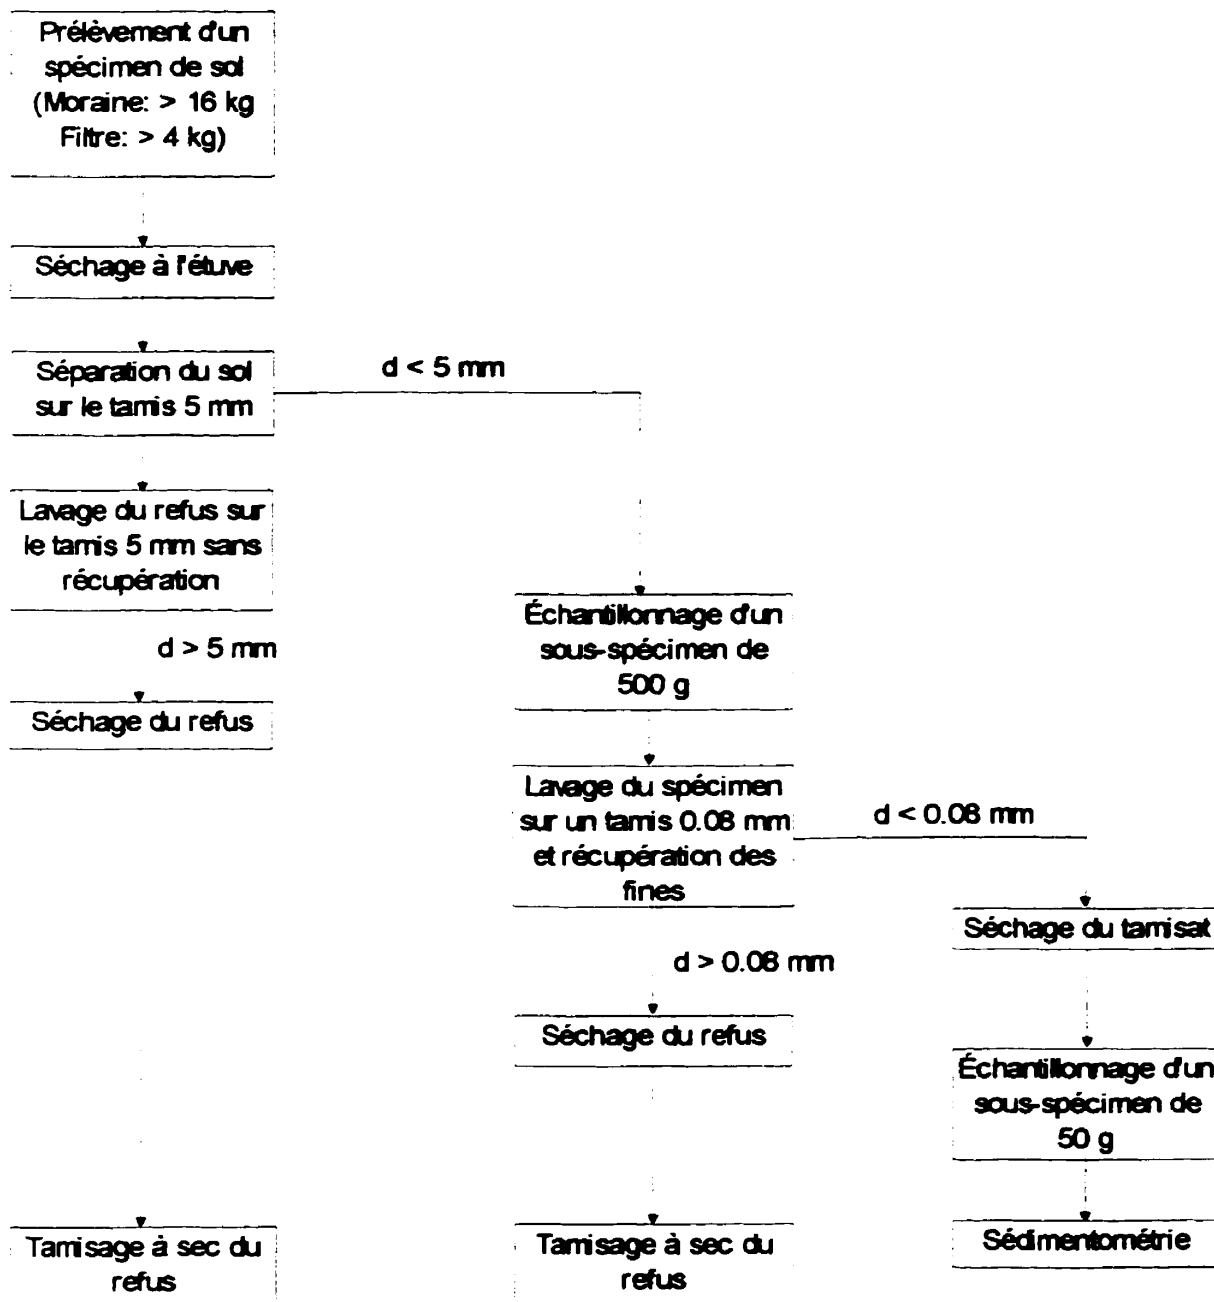 Prélèvement d'un
spécimen de sol
(Moraine: > 16 kg
Filtre: > 4 kg)
Séchage à l'étuve
Séparation du sol
sur le tamis 5 mm
d < 5 mm
Lavage du refus sur
le tamis 5 mm sans
récupération
d > 5 mm
Séchage du refus
Échantillonnage d'un
sous-spécimen de
500 g
Lavage du spécimen
sur un tamis 0.08 mm
et récupération des
fines
d < 0.08 mm
d > 0.08 mm
Séchage du refus
Séchage du tamisat
Échantillonnage d'un
sous-spécimen de
50 g
Tamisage à sec du
refus
Tamisage à sec du
refus
Sédimentométrie